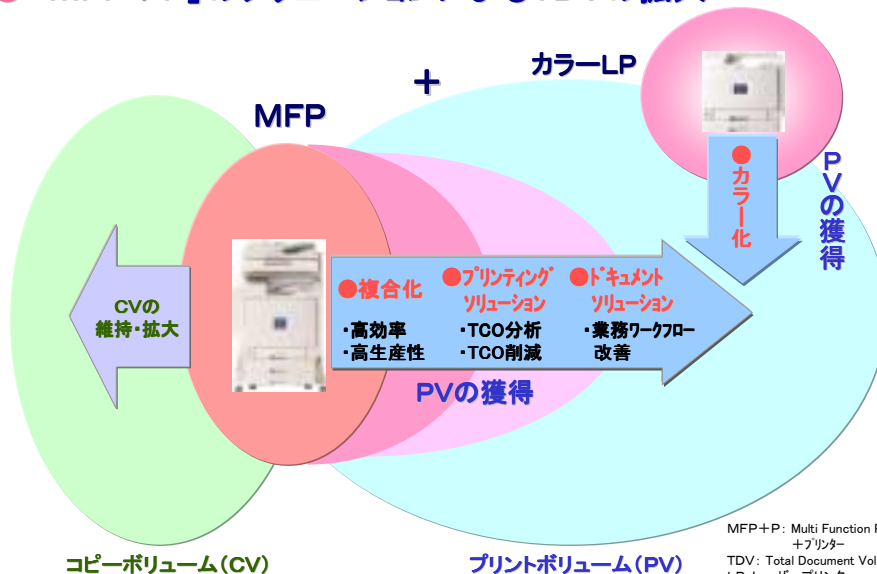 ＋
カラーLP
MFP
●カラー化
PVの獲得
CVの
維持・拡大
●複合化
・高効率
・高生産性
●プリンティング
ソリューション
・TCO分析
・TCO削減
●ドキュメント
ソリューション
・業務ワークフロー
改善
PVの獲得
コピーボリューム（CV）
プリントボリューム（PV）
MFP＋P： Multi Function
＋プリンター
TDV： Total Document